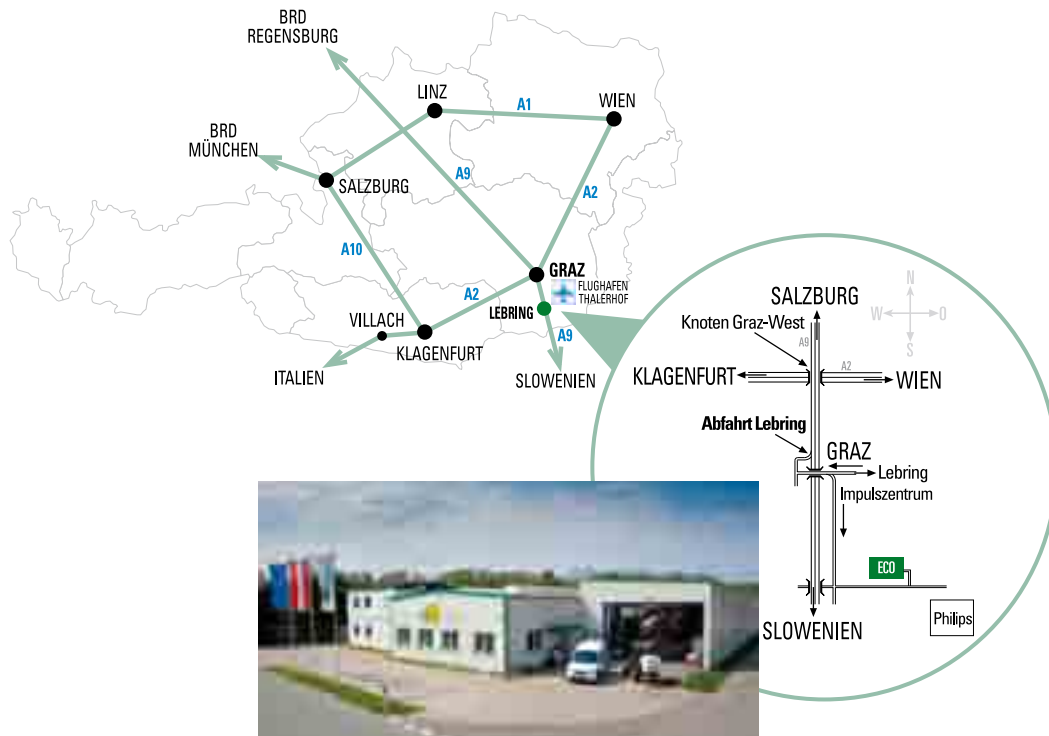 BRD
REGENSBURG
LINZ
A1
WIEN
BRD
MÜNCHEN
SALZBURG
A9
A2
A10
GRAZ
FLUGHAFEN
THALERHOF
A2
LEBRING
VILLACH
KLAGENFURT
A9
ITALIEN
SLOWENIEN
N
W
O
S
SALZBURG
Knoten Graz-West
A9
KLAGENFURT
A2
WIEN
Abfahrt Lebring
GRAZ
Lebring
Impulszentrum
ECO
Philips
SLOWENIEN